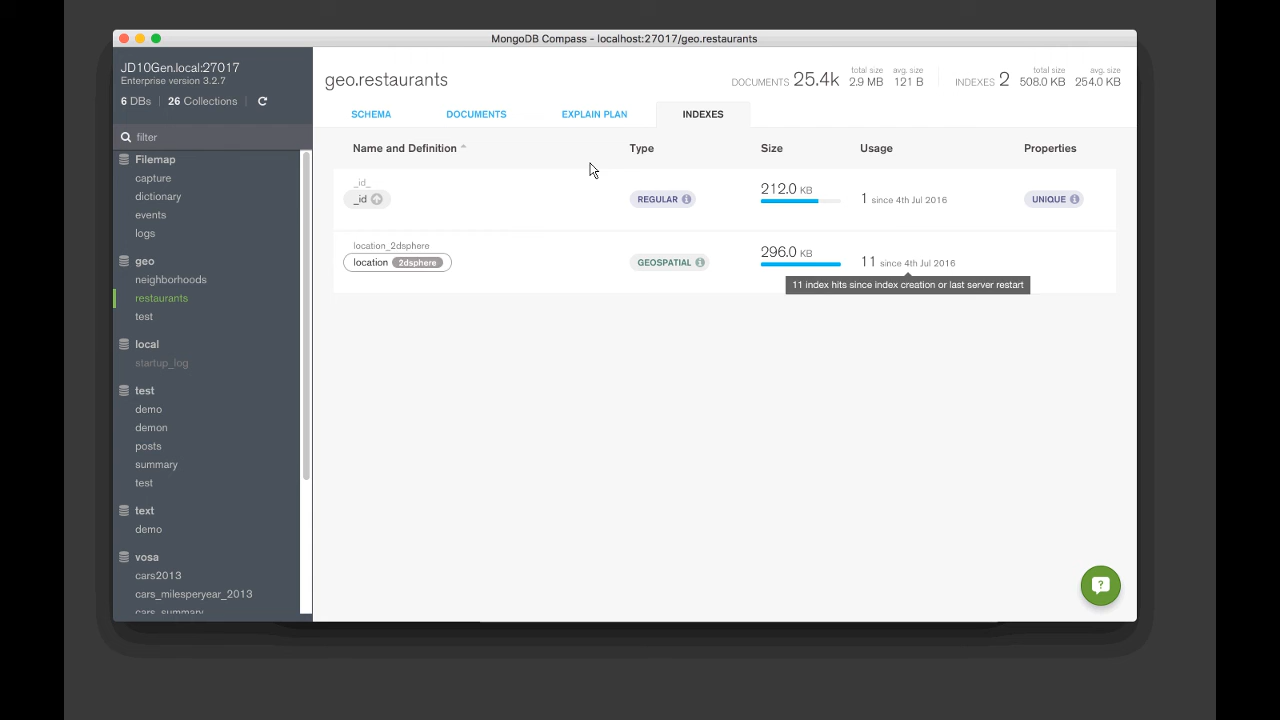 MongoDB Compass - localhost:27017/geo.restaurants
JD10Gen.local:27017
Enterprise version 3.2.7
6 DBs 26 Collections
filter
Filemap
capture
dictionary
events
logs
geo
neighborhoods
restaurants
test
local
startup_log
test
demo
demon
posts
summary
test
text
demo
vosa
cars2013
cars_milesperyear_2013
cars_summary
geo.restaurants
DOCUMENTS 25.4k total size 2.9 MB avg. size 121 B
INDEXES 2 total size 508.0 KB avg. size 254.0 KB
SCHEMA DOCUMENTS EXPLAIN PLAN INDEXES
Name and Definition Type Size Usage Properties
_id_
_id REGULAR 212.0 KB 1 since 4th Jul 2016 UNIQUE
location_2dsphere
location 2dsphere GEOSPATIAL 296.0 KB 11 since 4th Jul 2016
11 index hits since index creation or last server restart